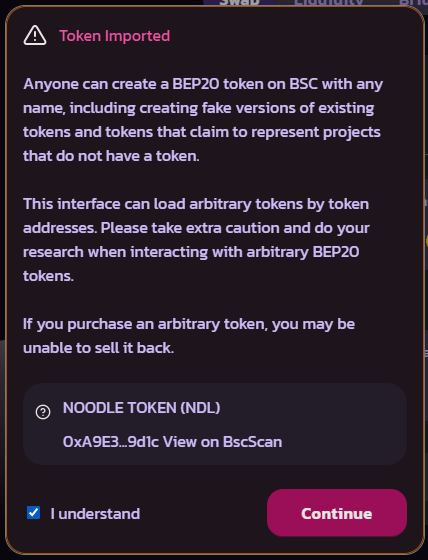 Swap Liquidity
Token Imported
Anyone can create a BEP20 token on BSC with any
name, including creating fake versions of existing
tokens and tokens that claim to represent projects
that do not have a token.
This interface can load arbitrary tokens by token
addresses. Please take extra caution and do your
research when interacting with arbitrary BEP20
tokens.
If you purchase an arbitrary token, you may be
unable to sell it back.
NOODLE TOKEN (NDL)
0xA9E3...9d1c View on BscScan
I understand
Continue